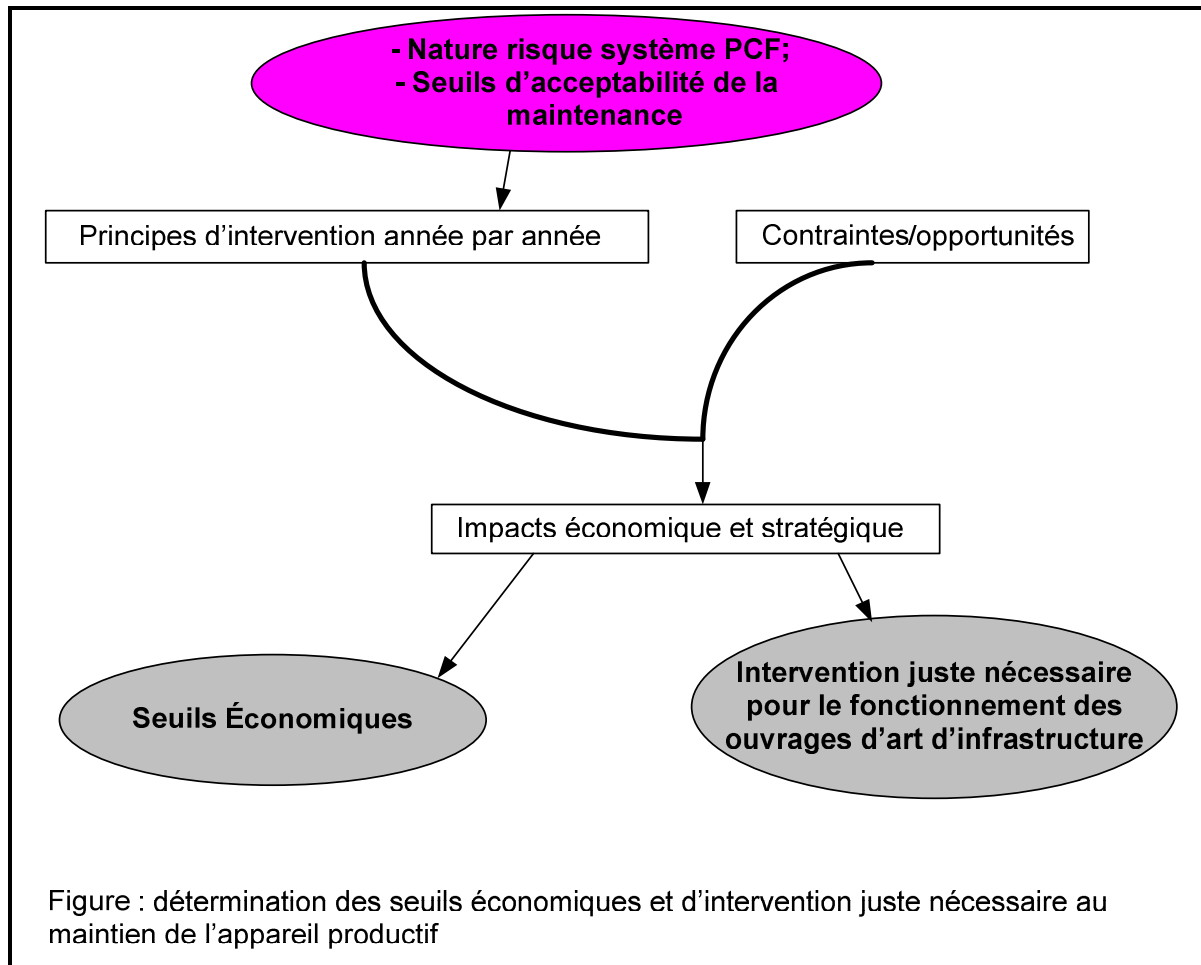 - Nature risque système PCF;
- Seuils d’acceptabilité de la
maintenance
Principes d’intervention année par année
Contraintes/opportunités
Impacts économique et stratégique
Seuils Économiques
Intervention juste nécessaire
pour le fonctionnement des
ouvrages d’art d’infrastructure
Figure : détermination des seuils économiques et d’intervention juste nécessaire au
maintien de l’appareil productif